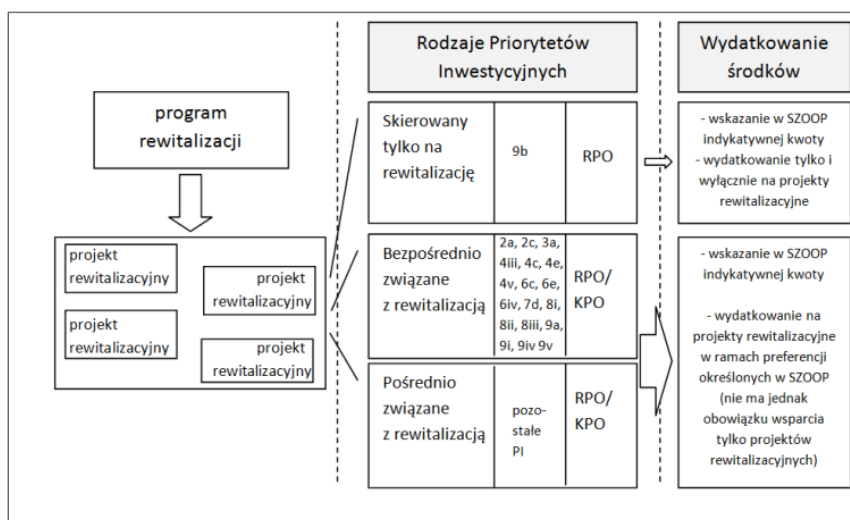 program
rewitalizacji
projekt
rewitalizacyjny
projekt
rewitalizacyjny
projekt
rewitalizacyjny
projekt
rewitalizacyjny
Rodzaje Priorytetów
Inwestycyjnych
Skierowany
tylko na
rewitalizację
9b
RPO
Bezpośrednio
związane
z rewitalizacją
2a, 2c, 3a,
4iii, 4c, 4e,
4v, 6c, 6e,
6iv, 7d, 8i,
8ii, 8iii, 9a,
9i, 9iv 9v
RPO/
KPO
Pośrednio
związane
z rewitalizacją
pozo-
stałe
PI
RPO/
KPO
Wydatkowanie
środków
- wskazanie w SZOOP
indykatywnej kwoty
- wydatkowanie tylko i
wyłącznie na projekty
rewitalizacyjne
- wskazanie w SZOOP
indykatywnej kwoty
- wydatkowanie na
projekty rewitalizacyjne
w ramach preferencji
określonych w SZOOP
(nie ma jednak
obowiązku wsparcia
tylko projektów
rewitalizacyjnych)